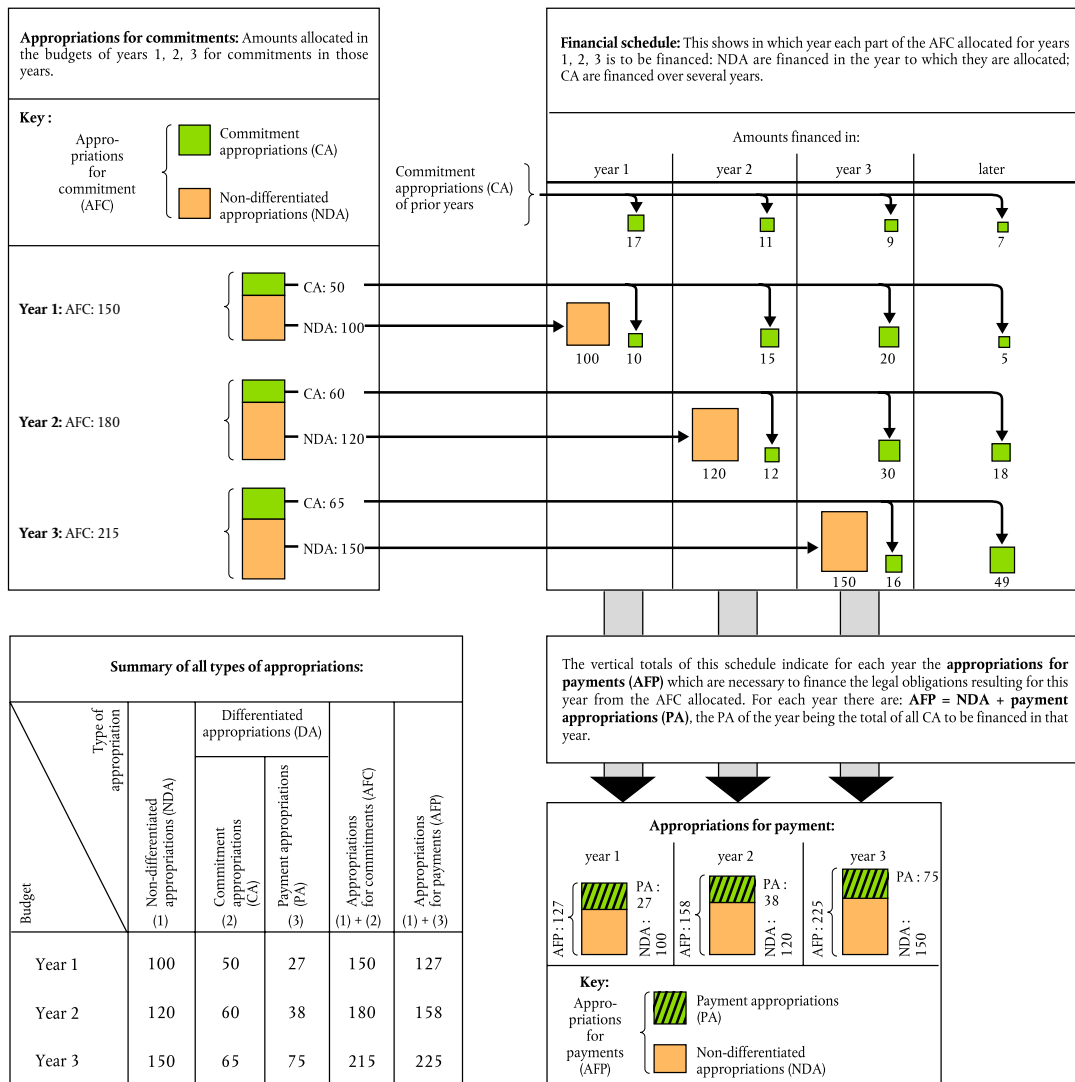 Appropriations for commitments: Amounts allocated in
the budgets of years 1, 2, 3 for commitments in those
years.
Key :
Appro-
priations
for
commitment
(AFC)
Commitment
appropriations (CA)
Non-differentiated
appropriations (NDA)
Year 1: AFC: 150
CA: 50
NDA: 100
Year 2: AFC: 180
CA: 60
NDA: 120
Year 3: AFC: 215
CA: 65
NDA: 150
Financial schedule: This shows in which year each part of the AFC allocated for years
1, 2, 3 is to be financed: NDA are financed in the year to which they are allocated;
CA are financed over several years.
Amounts financed in:
year 1 year 2 year 3 later
Commitment
appropriations (CA)
of prior years
17 11 9 7
100 10 15 20 5
120 12 30 18
150 16 49
The vertical totals of this schedule indicate for each year the appropriations for
payments (AFP) which are necessary to finance the legal obligations resulting for this
year from the AFC allocated. For each year there are: AFP = NDA + payment
appropriations (PA), the PA of the year being the total of all CA to be financed in that
year.
Summary of all types of appropriations:
Type of
appropriation
Budget
Differentiated
appropriations (DA)
Non-differentiated
appropriations (NDA)
Commitment
appropriations
(CA)
Payment appropriations
(PA)
Appropriations
for commitments (AFC)
Appropriations
for payments (AFP)
(1) (2) (3) (1) + (2) (1) + (3)
Year 1 100 50 27 150 127
Year 2 120 60 38 180 158
Year 3 150 65 75 215 225
Appropriations for payment:
year 1 year 2 year 3
AFP : 127
PA :
27
NDA :
100
AFP : 158
PA :
38
NDA :
120
AFP : 225
PA : 75
NDA :
150
Key:
Appro-
priations
for
payments
(AFP)
Payment appropriations
(PA)
Non-differentiated
appropriations (NDA)